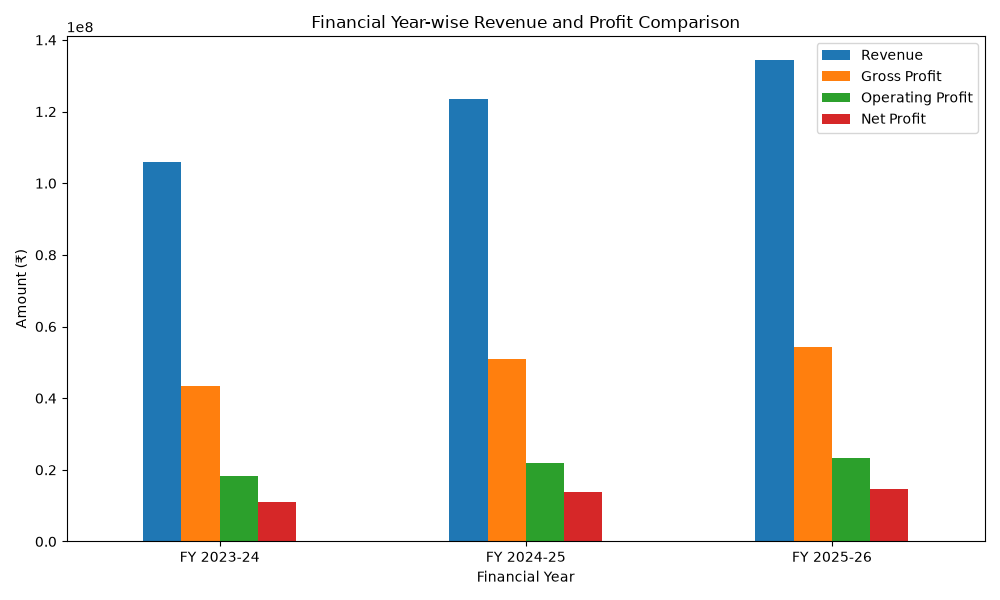 Financial Year-wise Revenue and Profit Comparison
1e8
1.4
1.2
1.0
0.8
0.6
0.4
0.2
0.0
Amount (₹)
Revenue
Gross Profit
Operating Profit
Net Profit
FY 2023-24 FY 2024-25 FY 2025-26
Financial Year